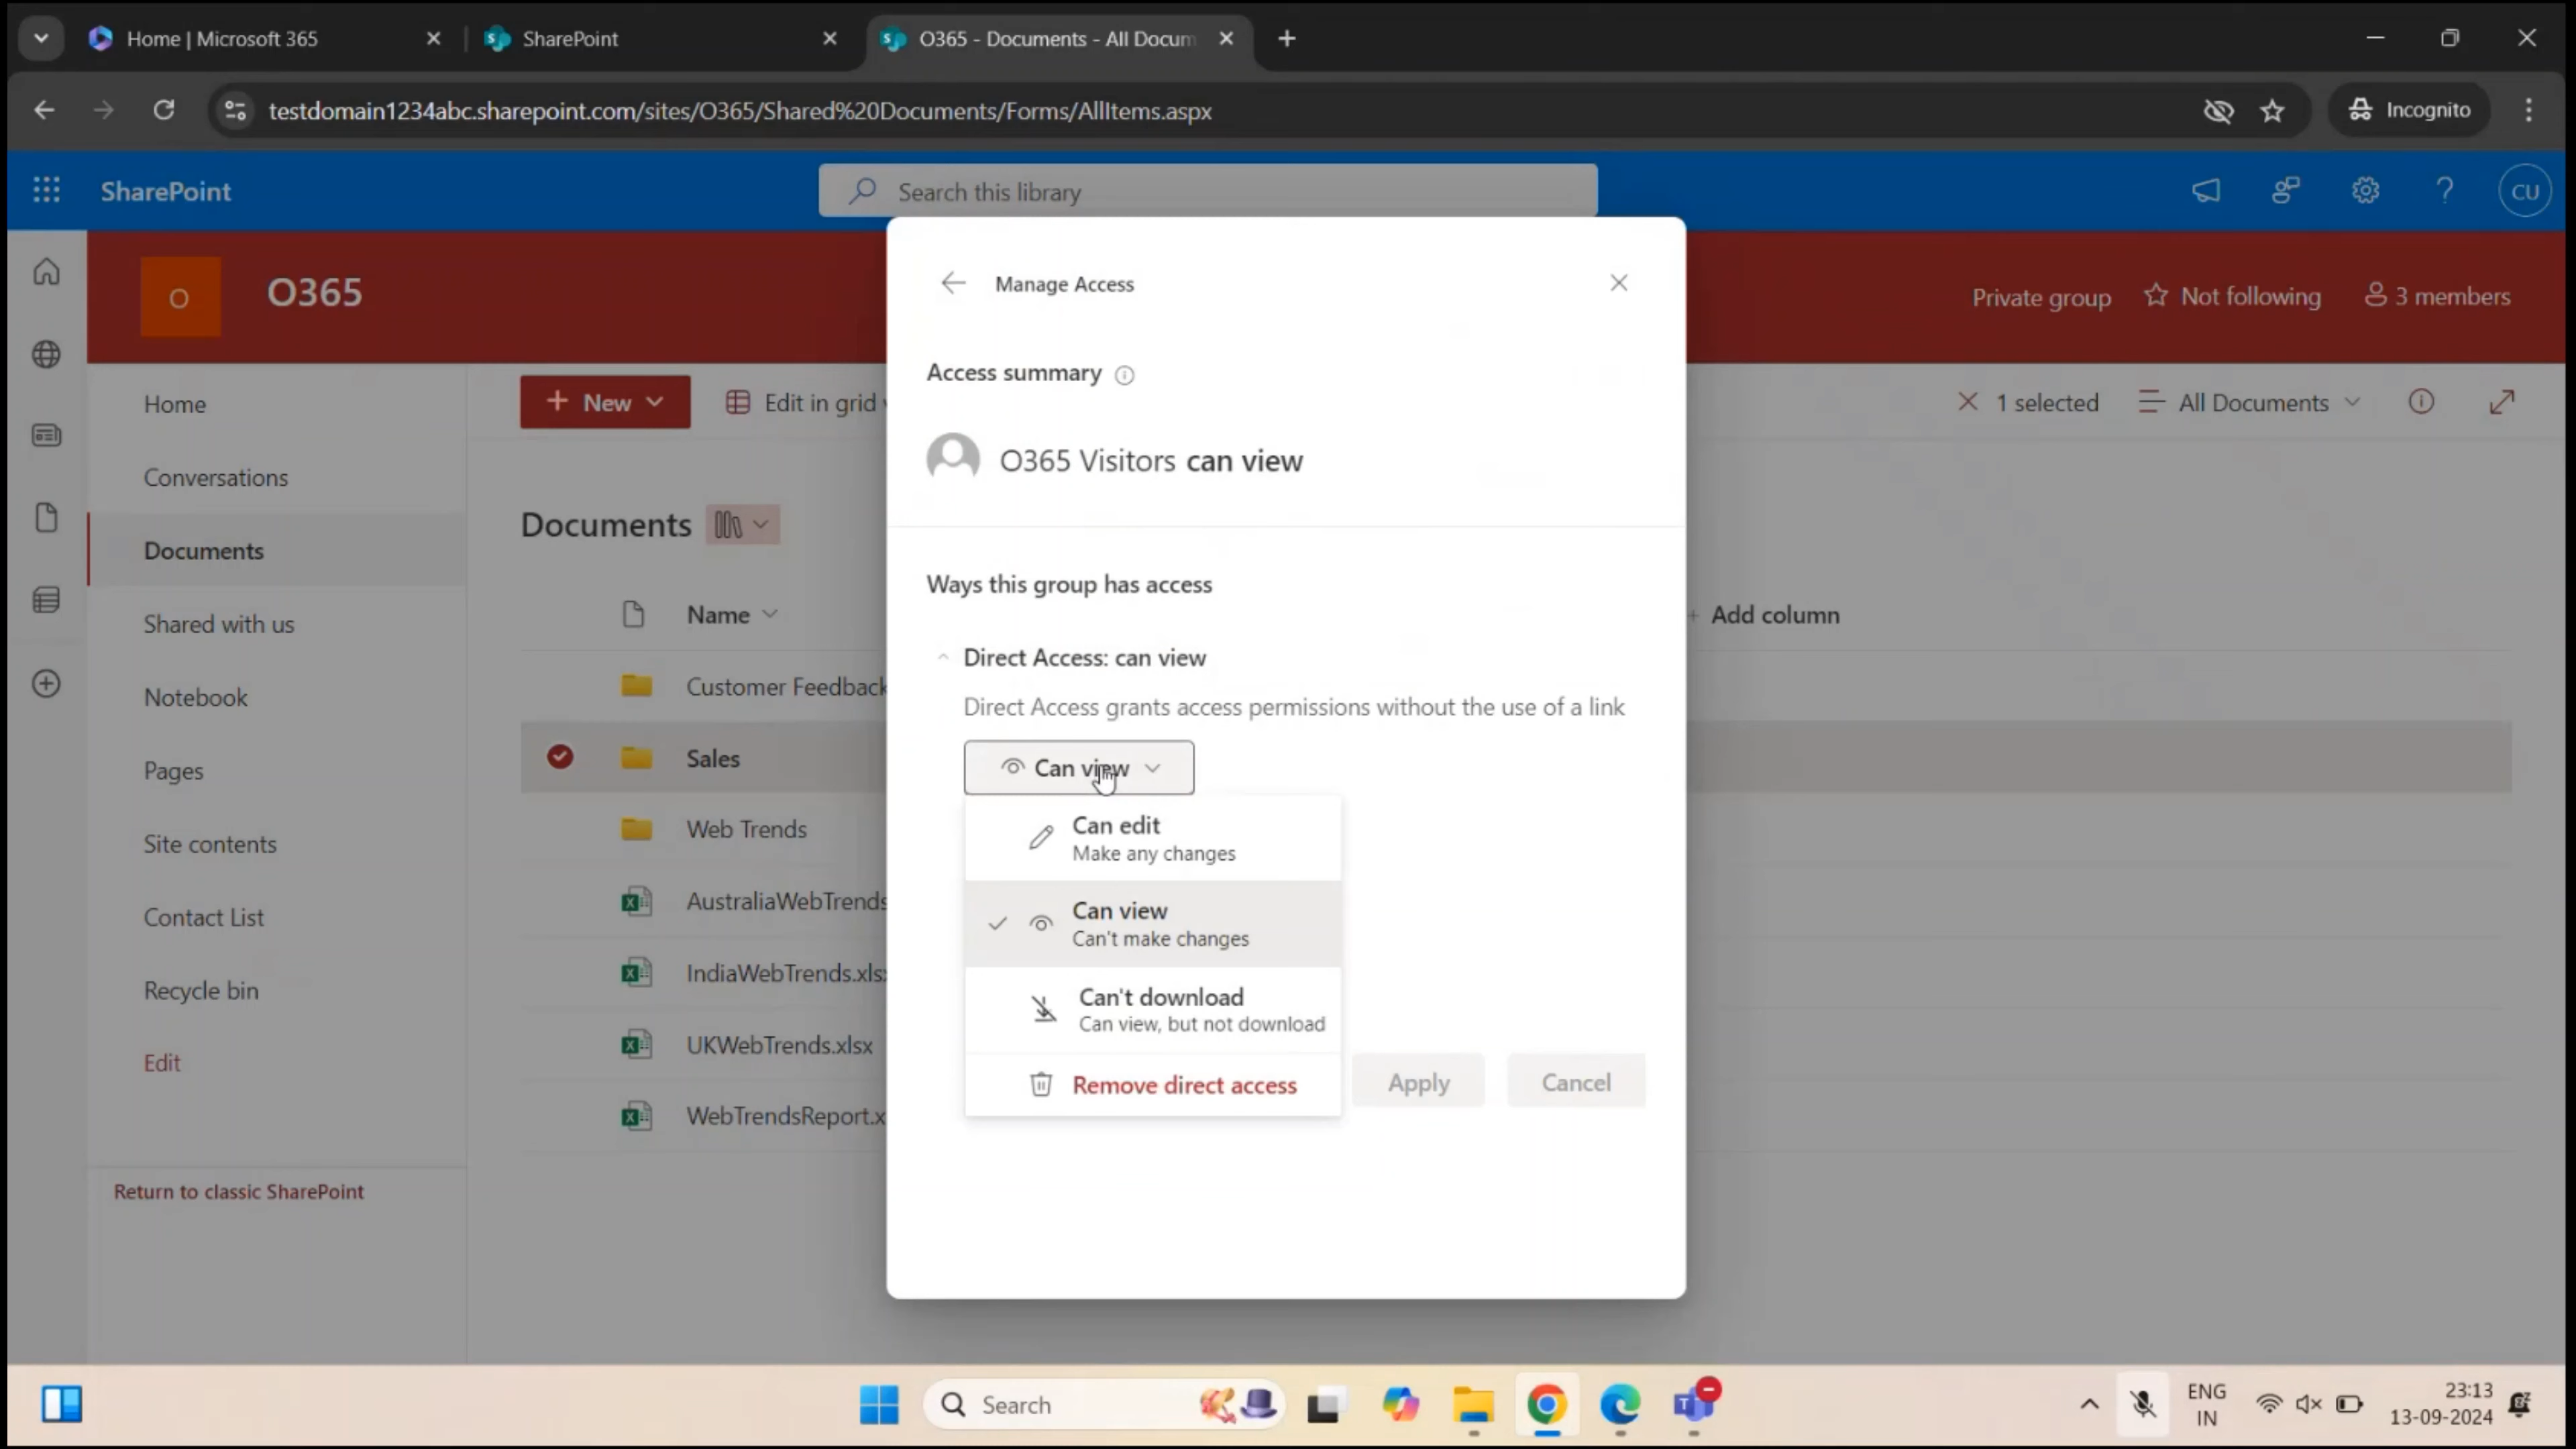 Home | Microsoft 365
SharePoint
O365 - Documents - All Docum
testdomain1234abc.sharepoint.com/sites/O365/Shared%20Documents/Forms/AllItems.aspx
Incognito
SharePoint
Search this library
CU
O
O365
Private group
Not following
3 members
Home
Conversations
Documents
Shared with us
Notebook
Pages
Site contents
Contact List
Recycle bin
Edit
Return to classic SharePoint
New
Edit in grid
1 selected
All Documents
Documents
Name
Add column
Customer Feedback
Sales
Web Trends
AustraliaWebTrends
IndiaWebTrends.xls
UKWebTrends.xlsx
WebTrendsReport.x
Manage Access
Access summary
O365 Visitors can view
Ways this group has access
Direct Access: can view
Direct Access grants access permissions without the use of a link
Can view
Can edit
Make any changes
Can view
Can't make changes
Can't download
Can view, but not download
Remove direct access
Apply
Cancel
Search
ENG
IN
23:13
13-09-2024